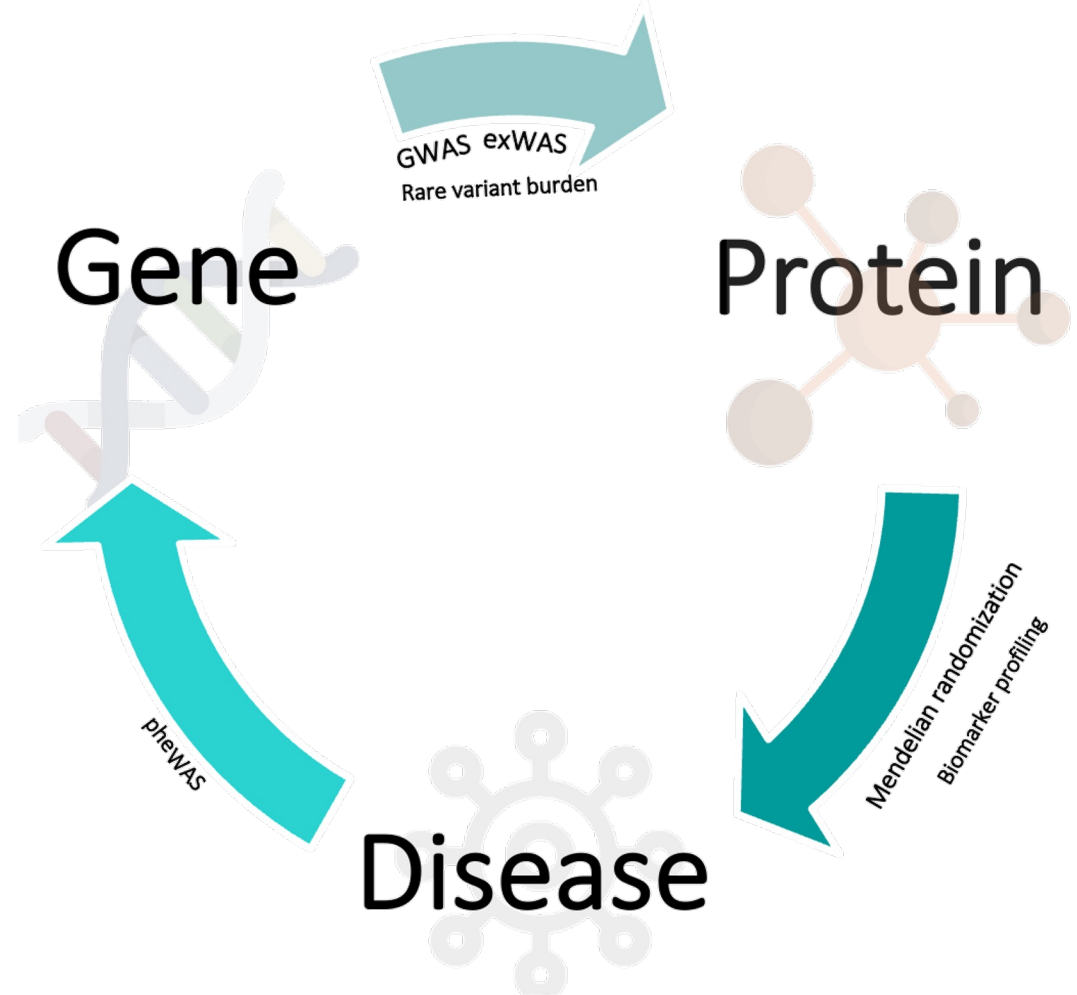 GWAS exWAS
Rare variant burden
Gene
Protein
Mendelian randomization
Biomarker profiling
pheWAS
Disease